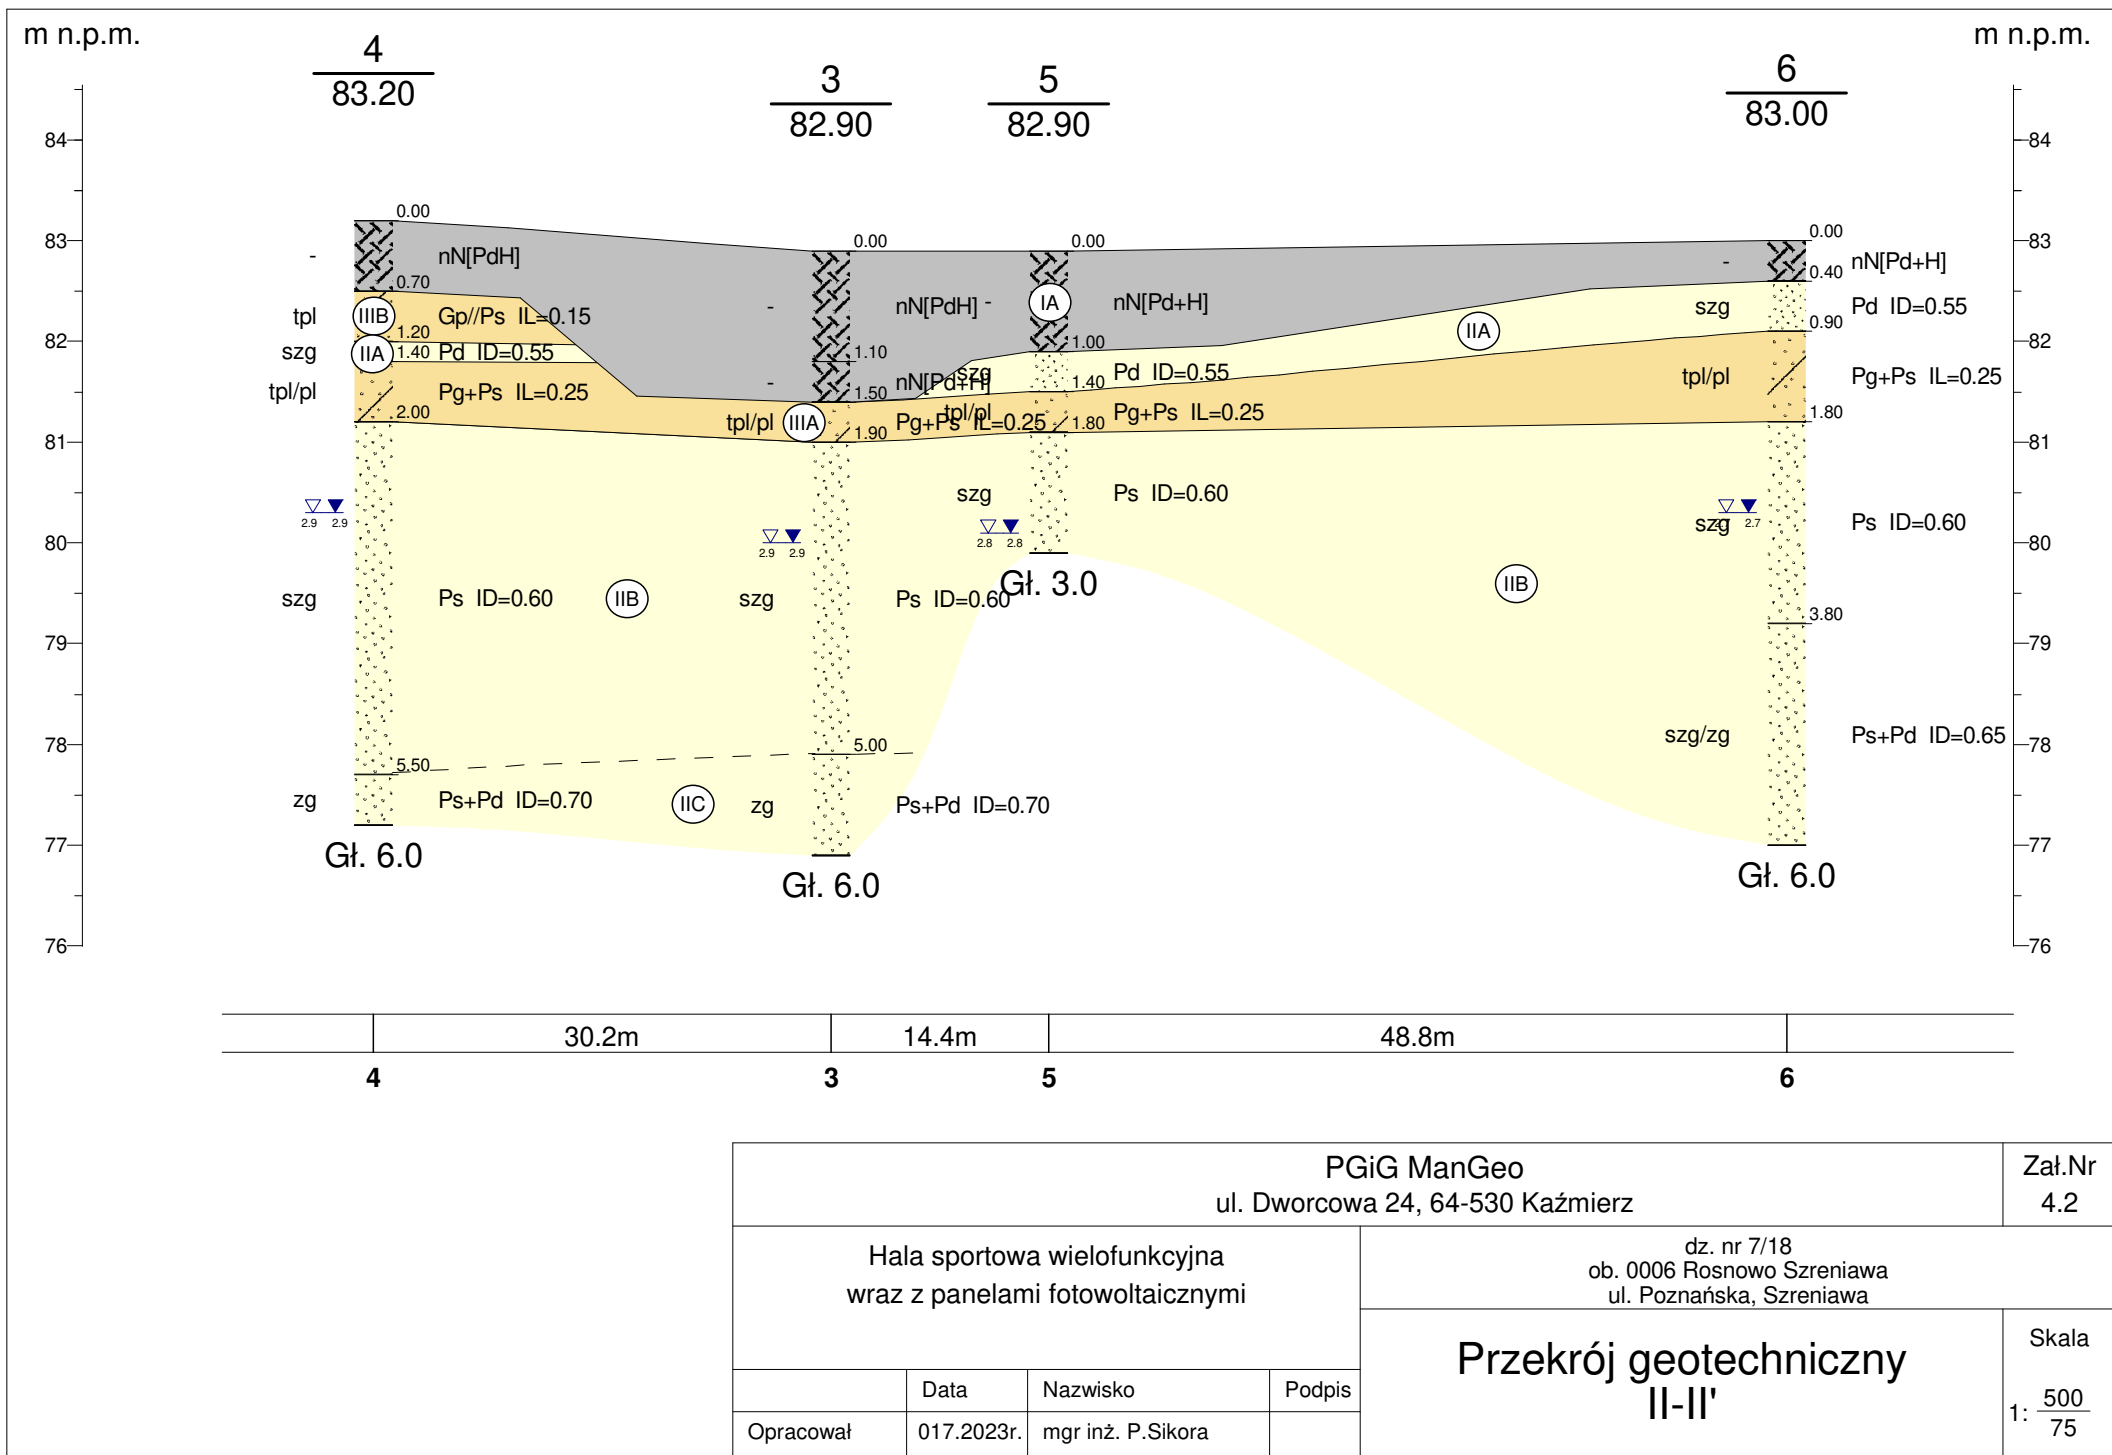 m n.p.m.
m n.p.m.
4
83.20
3
82.90
5
82.90
6
83.00
84
83
82
81
80
79
78
77
76
84
83
82
81
80
79
78
77
76
0.00
- nN[PdH]
0.70
tpl IIIB Gp//Ps IL=0.15
1.20
szg IIA 1.40 Pd ID=0.55
tpl/pl Pg+Ps IL=0.25
2.00
2.9 2.9
szg Ps ID=0.60 IIB
5.50
zg Ps+Pd ID=0.70 IIC
Gł. 6.0
0.00
- nN[PdH]
1.10
- nN[Pd+H]
1.50
tpl/pl IIIA Pg+Ps IL=0.25
1.90
2.9 2.9
szg Ps ID=0.60
5.00
zg Ps+Pd ID=0.70
Gł. 6.0
0.00
- IA nN[Pd+H]
1.00
szg Pd ID=0.55
1.40
tpl/pl Pg+Ps IL=0.25
1.80
szg Ps ID=0.60
2.8 2.8
Gł. 3.0
IIA
IIB
0.00
- nN[Pd+H]
0.40
szg Pd ID=0.55
0.90
tpl/pl Pg+Ps IL=0.25
1.80
2.7
szg Ps ID=0.60
3.80
szg/zg Ps+Pd ID=0.65
Gł. 6.0
30.2m 14.4m 48.8m
4 3 5 6
PGiG ManGeo
ul. Dworcowa 24, 64-530 Kaźmierz
Zał.Nr
4.2
Hala sportowa wielofunkcyjna
wraz z panelami fotowoltaicznymi
dz. nr 7/18
ob. 0006 Rosnowo Szreniawa
ul. Poznańska, Szreniawa
Przekrój geotechniczny
II-II'
Skala
1: 500
75
Data Nazwisko Podpis
Opracował 017.2023r. mgr inż. P.Sikora